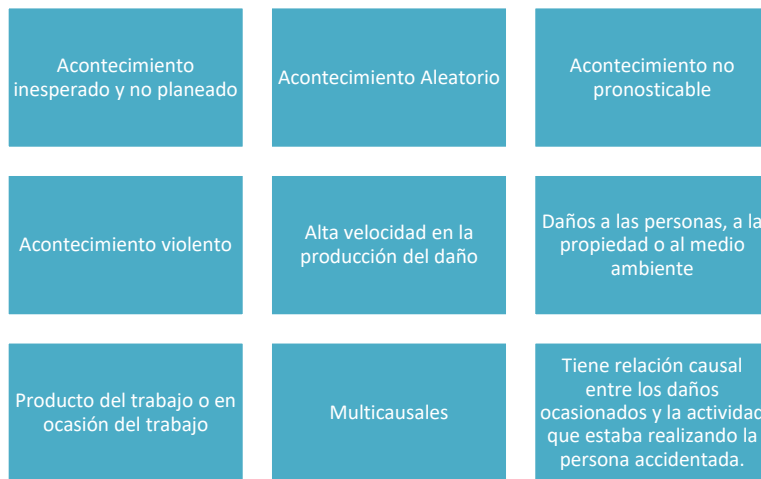 Acontecimiento
inesperado y no planeado
Acontecimiento Aleatorio
Acontecimiento no
pronosticable
Acontecimiento violento
Alta velocidad en la
producción del daño
Daños a las personas, a la
propiedad o al medio
ambiente
Producto del trabajo o en
ocasión del trabajo
Multicausales
Tiene relación causal
entre los daños
ocasionados y la actividad
que estaba realizando la
persona accidentada.